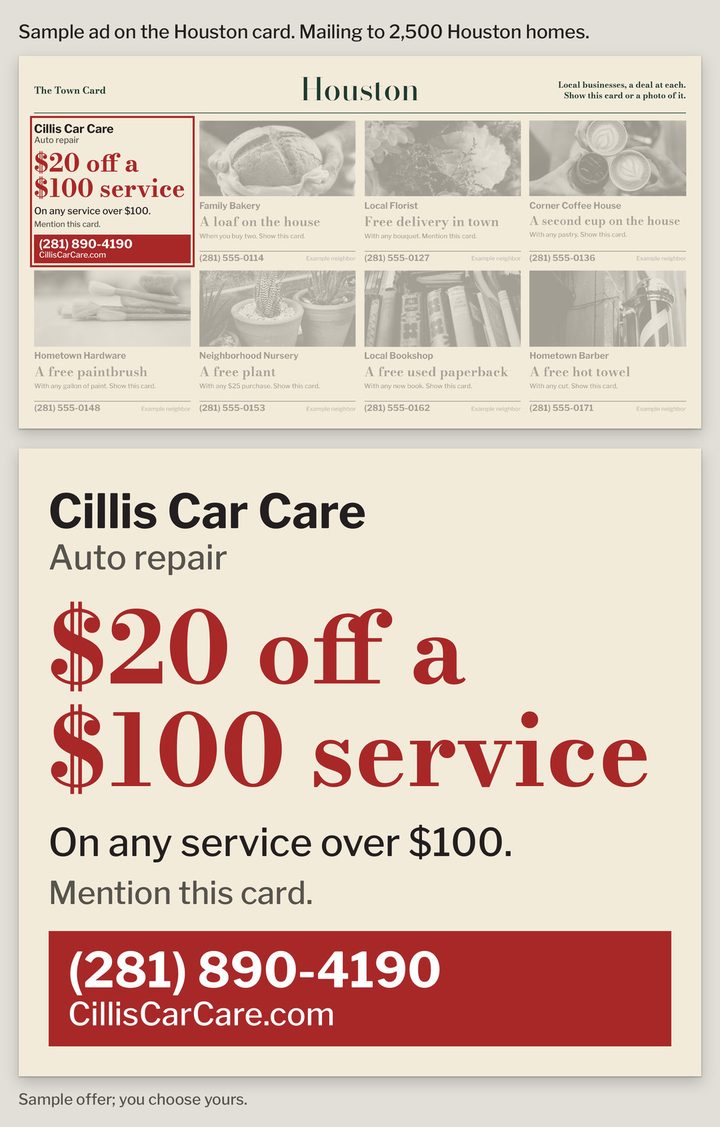 Sample ad on the Houston card. Mailing to 2,500 Houston homes.
The Town Card
Houston
Local businesses, a deal at each.
Show this card or a photo of it.
Cillis Car Care
Auto repair
$20 off a
$100 service
On any service over $100.
Mention this card.
(281) 890-4190
CillisCarCare.com
Family Bakery
A loaf on the house
When you buy two. Show this card.
(281) 555-0114
Example neighbor
Local Florist
Free delivery in town
With any bouquet. Mention this card.
(281) 555-0127
Example neighbor
Corner Coffee House
A second cup on the house
With any pastry. Show this card.
(281) 555-0136
Example neighbor
Hometown Hardware
A free paintbrush
With any gallon of paint. Show this card.
(281) 555-0148
Example neighbor
Neighborhood Nursery
A free plant
With any $25 purchase. Show this card.
(281) 555-0153
Example neighbor
Local Bookshop
A free used paperback
With any new book. Show this card.
(281) 555-0162
Example neighbor
Hometown Barber
A free hot towel
With any cut. Show this card.
(281) 555-0171
Example neighbor
Cillis Car Care
Auto repair
$20 off a
$100 service
On any service over $100.
Mention this card.
(281) 890-4190
CillisCarCare.com
Sample offer; you choose yours.